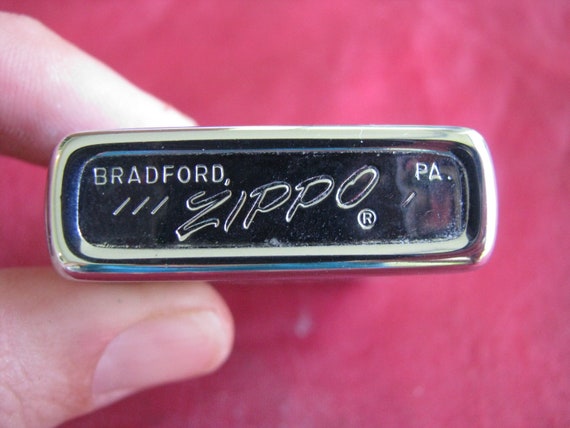 BRADFORD, PA.
/ / / ZIPPO ® /